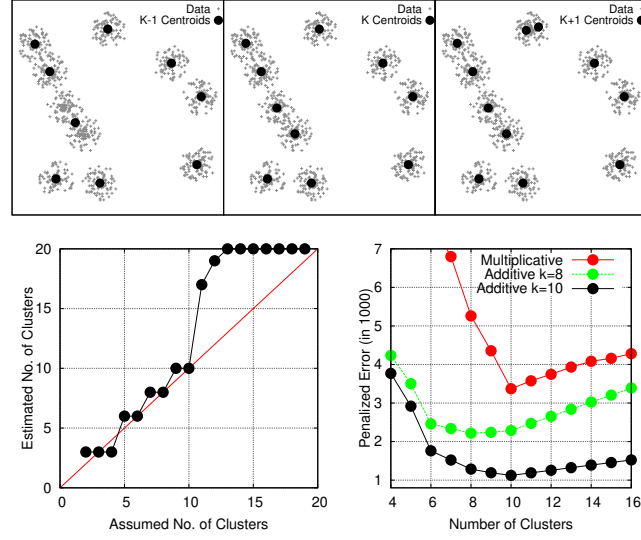 Data
K-1 Centroids
Data
K Centroids
Data
K+1 Centroids
20
15
10
5
0
0 5 10 15 20
Estimated No. of Clusters
Assumed No. of Clusters
7
6
5
4
3
2
1
4 6 8 10 12 14 16
Penalized Error (in 1000)
Number of Clusters
Multiplicative
Additive k=8
Additive k=10